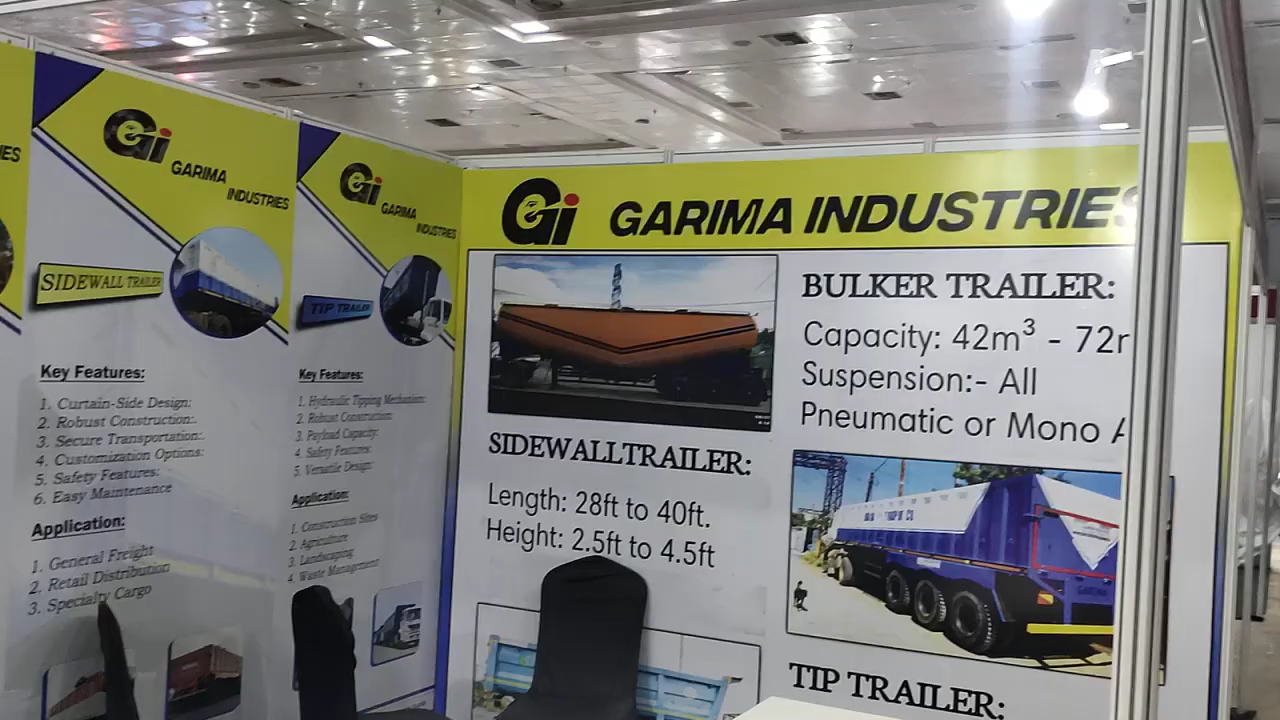 IES
Gi GARIMA
INDUSTRIES
SIDEWALL TRAILER
Key Features:
1. Curtain-Side Design:
2. Robust Construction:
3. Secure Transportation:
4. Customization Options:
5. Safety Features:
6. Easy Maintenance
Application:
1. General Freight
2. Retail Distribution
3. Specialty Cargo
Gi GARIMA
INDUSTRIES
TIP TRAILER
Key Features:
1. Hydraulic Tipping Mechanism:
2. Robust Construction:
3. Payload Capacity:
4. Safety Features:
5. Versatile Design:
Application:
1. Construction Sites
2. Agriculture
3. Landscaping
4. Waste Management
Gi GARIMA INDUSTRIES
BULKER TRAILER:
Capacity: 42m³ - 72m
Suspension:- All
Pneumatic or Mono A
SIDEWALLTRAILER:
Length: 28ft to 40ft.
Height: 2.5ft to 4.5ft
TIP TRAILER: